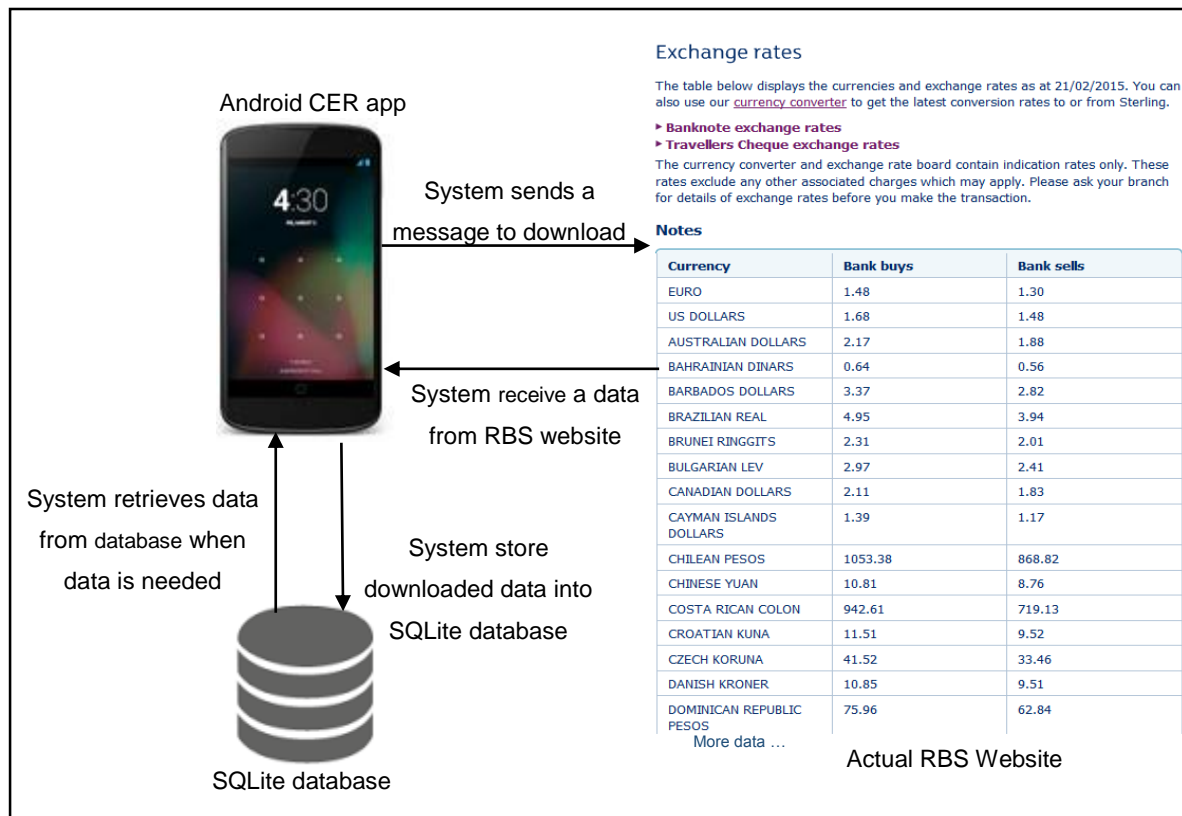 Android CER app
4:30
System sends a
message to download
System receive a data
from RBS website
System retrieves data
from database when
data is needed
System store
downloaded data into
SQLite database
SQLite database
Exchange rates
The table below displays the currencies and exchange rates as at 21/02/2015. You can
also use our currency converter to get the latest conversion rates to or from Sterling.
Banknote exchange rates
Travellers Cheque exchange rates
The currency converter and exchange rate board contain indication rates only. These
rates exclude any other associated charges which may apply. Please ask your branch
for details of exchange rates before you make the transaction.
Notes
Currency Bank buys Bank sells
EURO 1.48 1.30
US DOLLARS 1.68 1.48
AUSTRALIAN DOLLARS 2.17 1.88
BAHRAINIAN DINARS 0.64 0.56
BARBADOS DOLLARS 3.37 2.82
BRAZILIAN REAL 4.95 3.94
BRUNEI RINGGITS 2.31 2.01
BULGARIAN LEV 2.97 2.41
CANADIAN DOLLARS 2.11 1.83
CAYMAN ISLANDS 1.39 1.17
DOLLARS
CHILEAN PESOS 1053.38 868.82
CHINESE YUAN 10.81 8.76
COSTA RICAN COLON 942.61 719.13
CROATIAN KUNA 11.51 9.52
CZECH KORUNA 41.52 33.46
DANISH KRONER 10.85 9.51
DOMINICAN REPUBLIC 75.96 62.84
PESOS
More data ...
Actual RBS Website